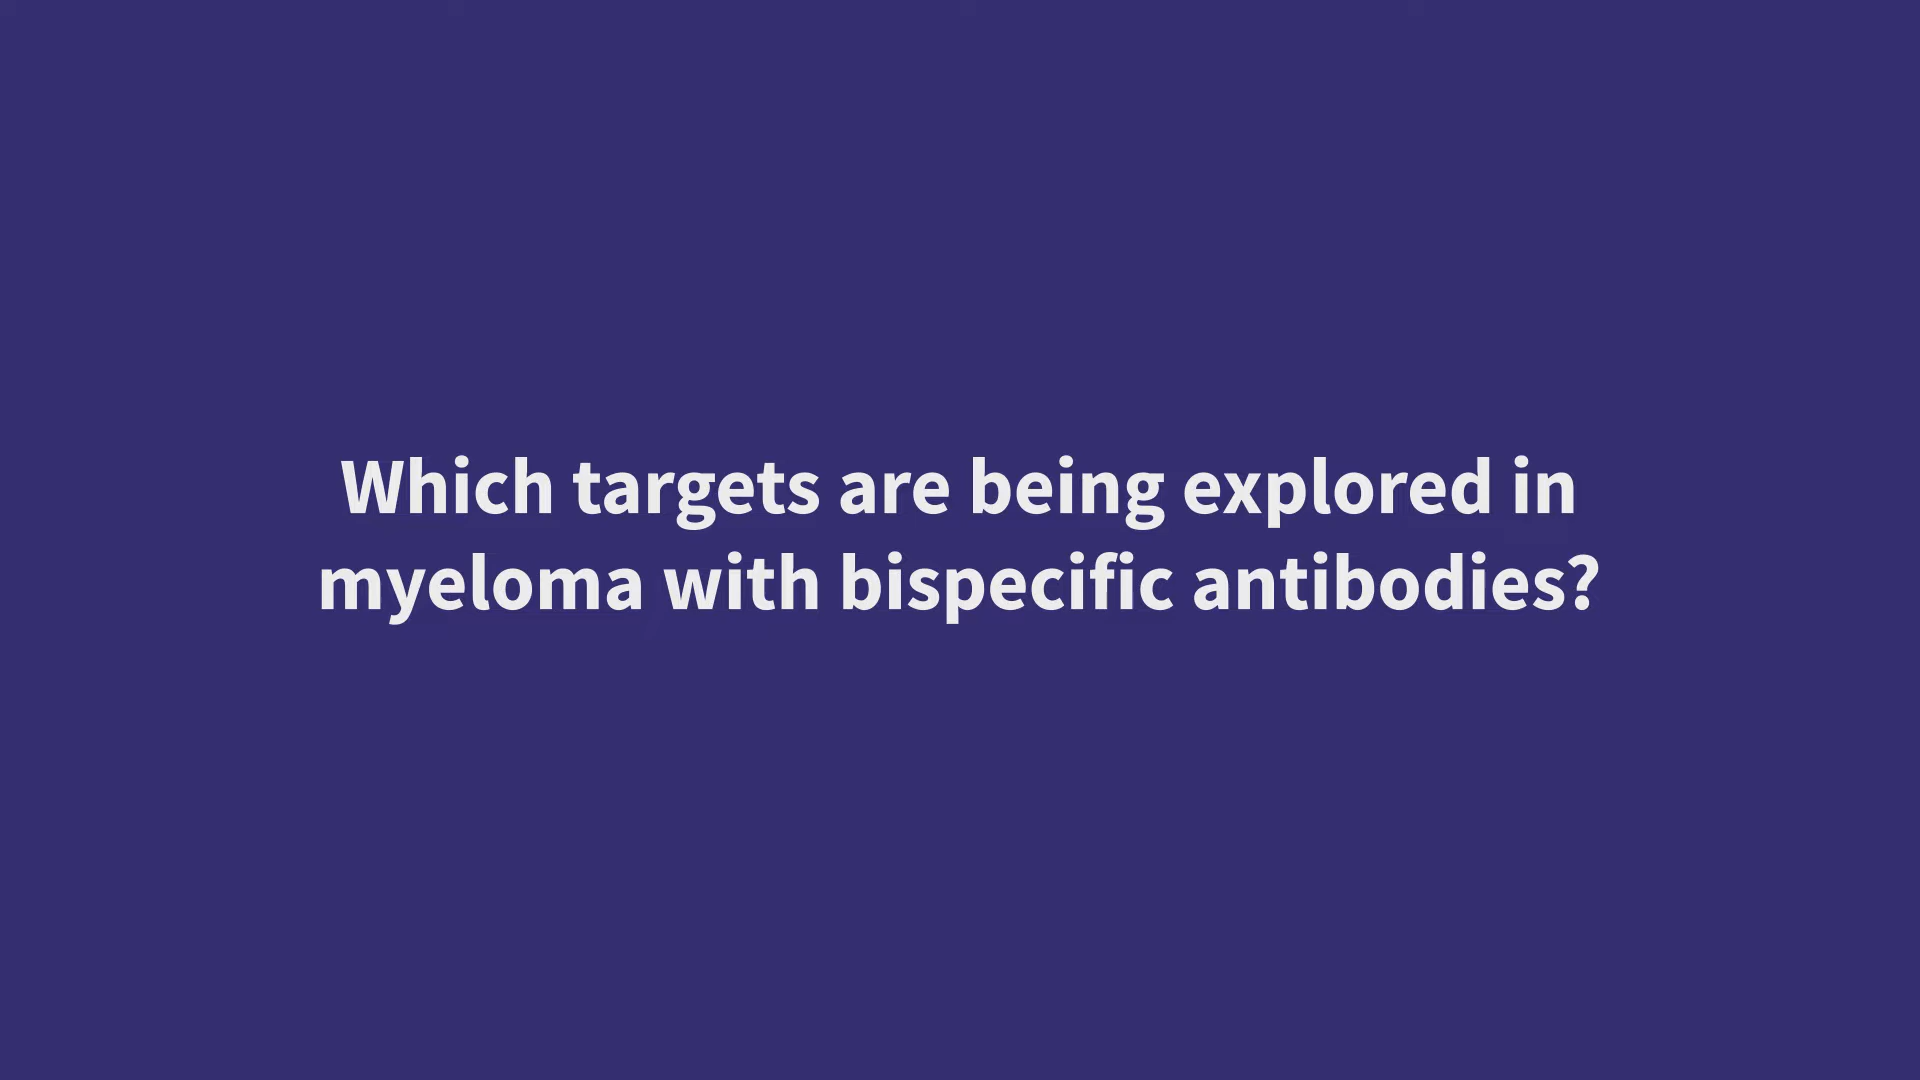 Which targets are being explored in
myeloma with bispecific antibodies?